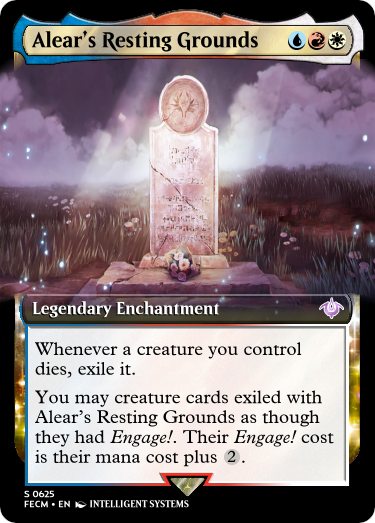 Alear's Resting Grounds
Legendary Enchantment
Whenever a creature you control
dies, exile it.
You may creature cards exiled with
Alear's Resting Grounds as though
they had Engage!. Their Engage! cost
is their mana cost plus 2.
S 0625
FECM • EN INTELLIGENT SYSTEMS